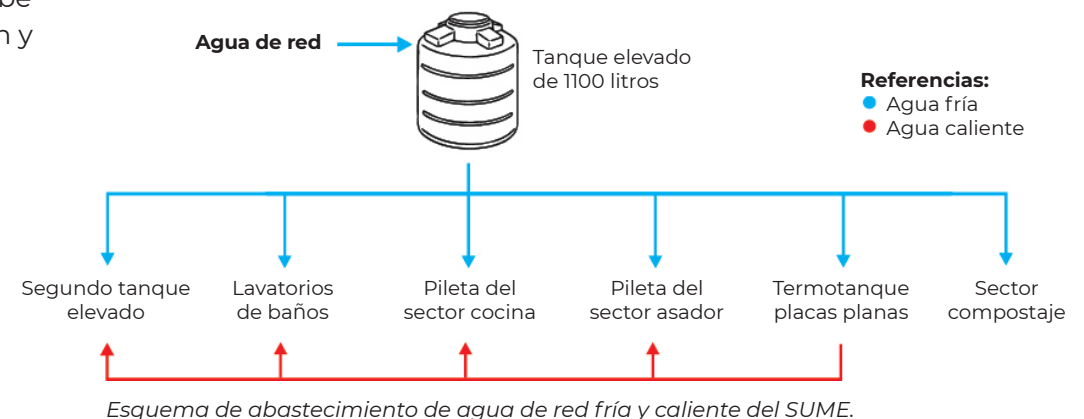 n y
Agua de red
Tanque elevado
de 1100 litros
Referencias:
Agua fría
Agua caliente
Segundo tanque
elevado
Lavatorios
de baños
Pileta del
sector cocina
Pileta del
sector asador
Termotanque
placas planas
Sector
compostaje
Esquema de abastecimiento de agua de red fría y caliente del SUME.